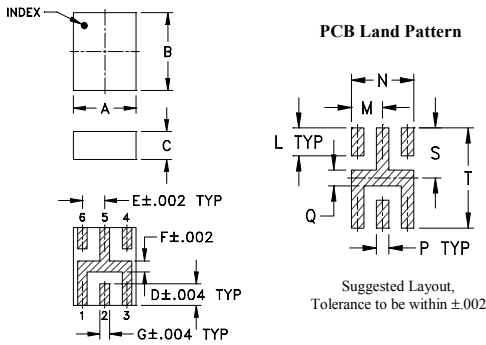 INDEX
PCB Land Pattern
B
A
N
M
L TYP
S
T
C
E±.002 TYP
6 5 4
Q
F±.002
P TYP
D±.004 TYP
1 2 3
G±.004 TYP
Suggested Layout,
Tolerance to be within ±.002